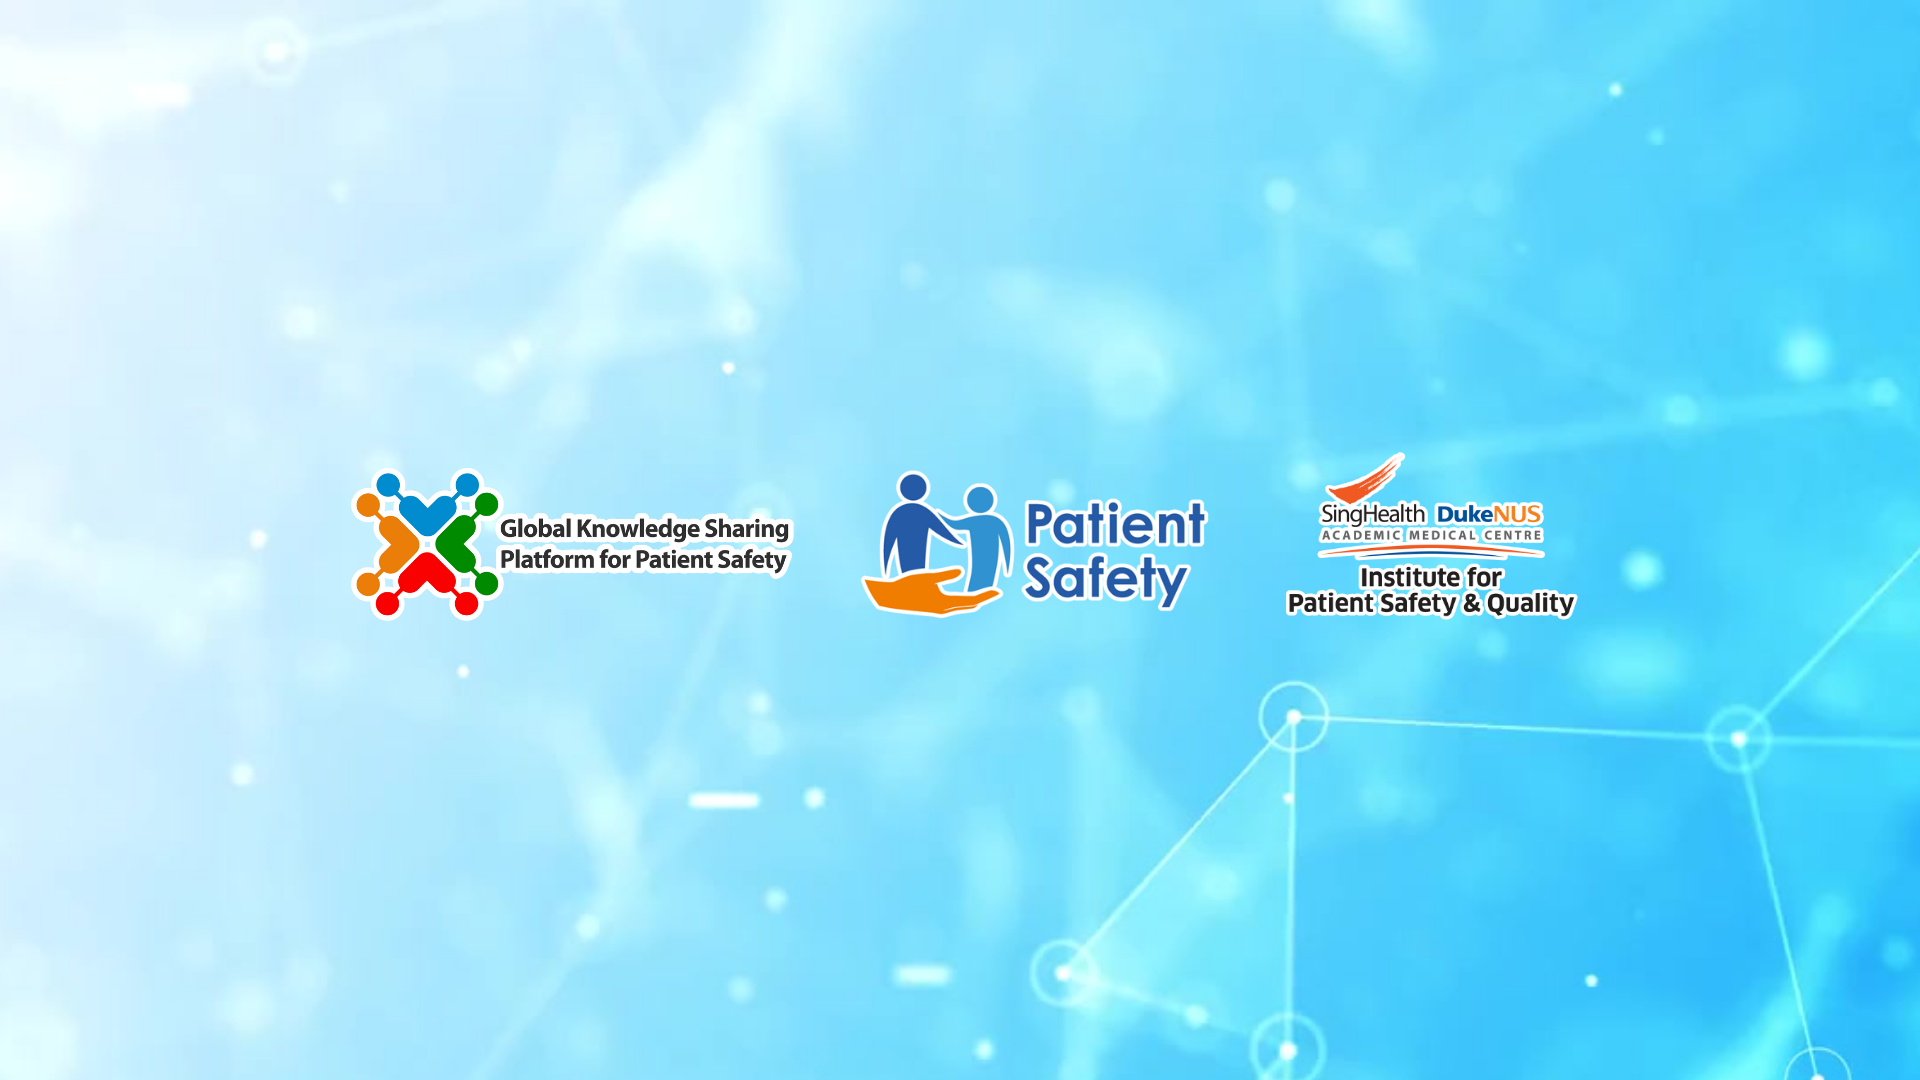 Global Knowledge Sharing
Platform for Patient Safety
Patient
Safety
SingHealth DukeNUS
ACADEMIC MEDICAL CENTRE
Institute for
Patient Safety & Quality